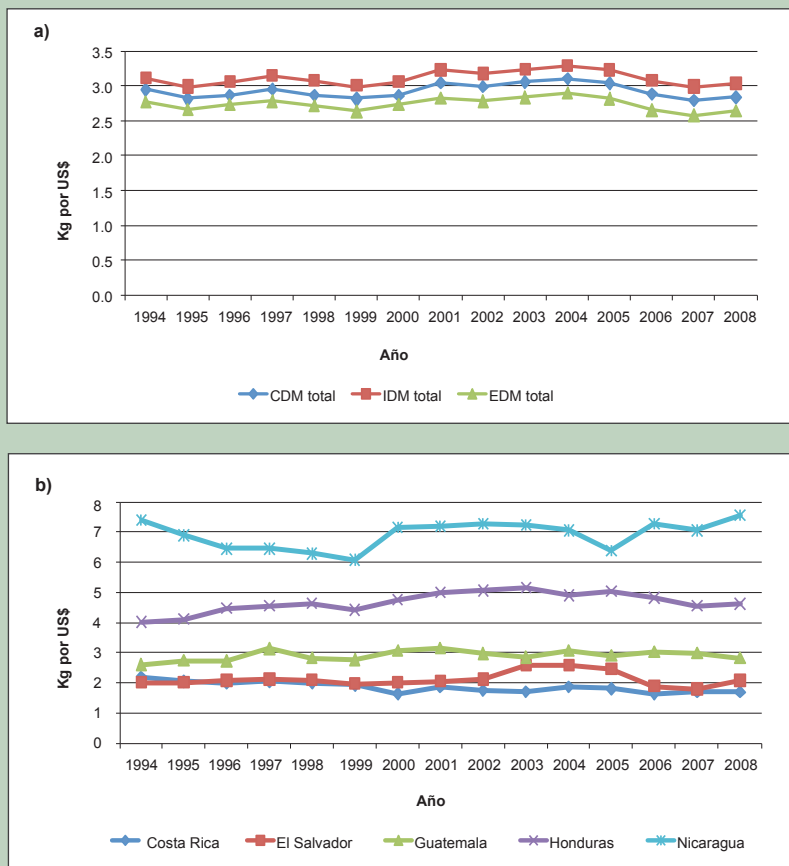 a)
3.5
3.0
2.5
2.0
1.5
1.0
0.5
0.0
Kg por US$
1994 1995 1996 1997 1998 1999 2000 2001 2002 2003 2004 2005 2006 2007 2008
Año
CDM total IDM total EDM total
b)
8
7
6
5
4
3
2
1
0
Kg por US$
1994 1995 1996 1997 1998 1999 2000 2001 2002 2003 2004 2005 2006 2007 2008
Año
Costa Rica El Salvador Guatemala Honduras Nicaragua